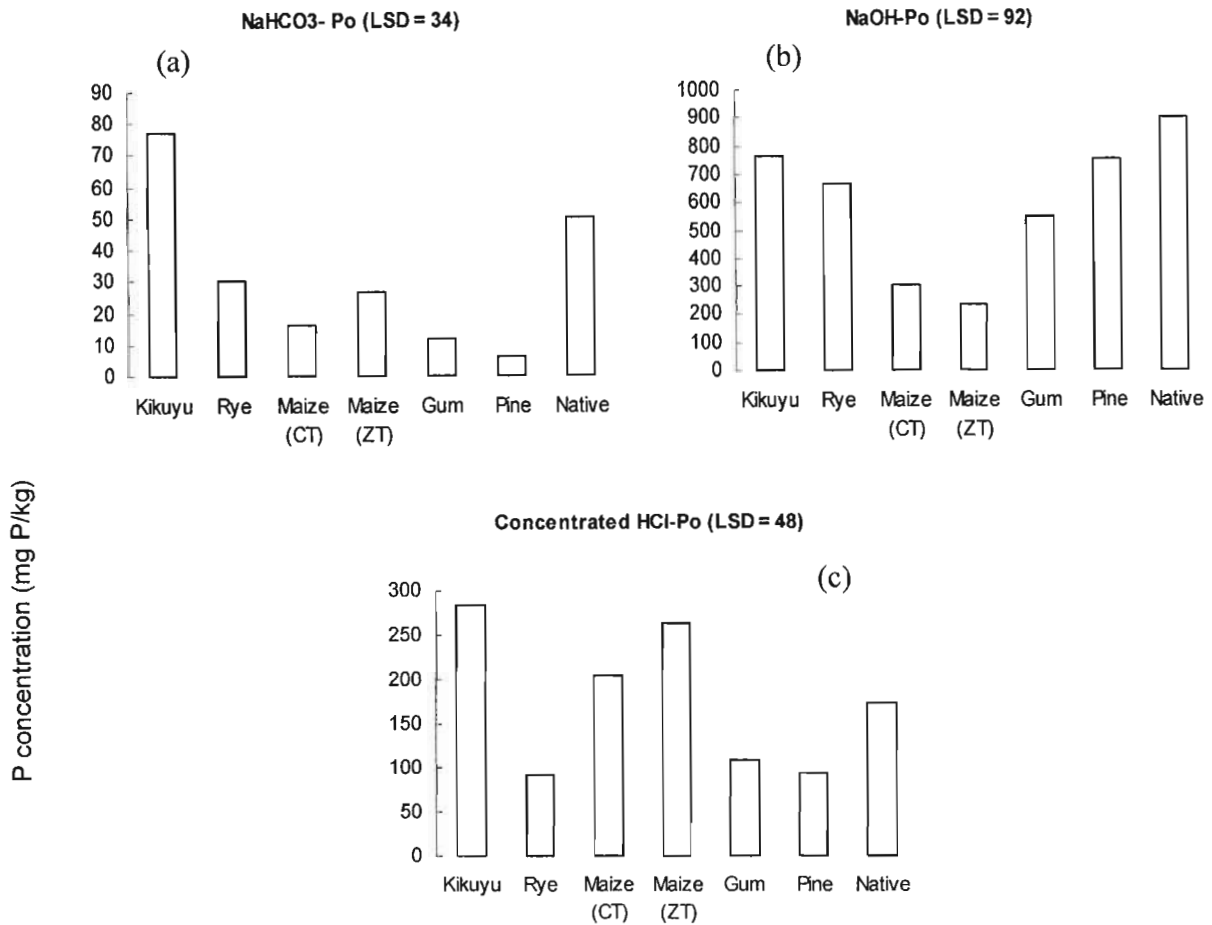 NaHCO3- Po (LSD = 34)
(a)
90
80
70
60
50
40
30
20
10
0
Kikuyu Rye Maize Maize Gum Pine Native
(CT) (ZT)
NaOH-Po (LSD = 92)
(b)
1000
900
800
700
600
500
400
300
200
100
0
Kikuyu Rye Maize Maize Gum Pine Native
(CT) (ZT)
P concentration (mg P/kg)
Concentrated HCl-Po (LSD = 48)
(c)
300
250
200
150
100
50
0
Kikuyu Rye Maize Maize Gum Pine Native
(CT) (ZT)